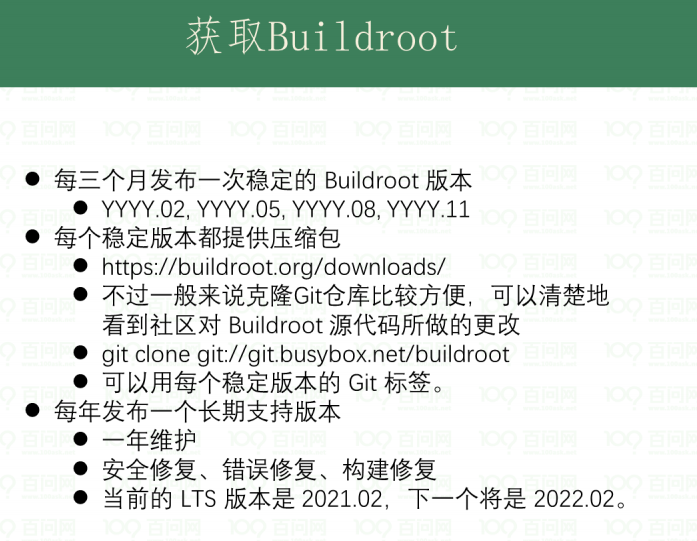 获取Buildroot
● 每三个月发布一次稳定的 Buildroot 版本
● YYYY.02, YYYY.05, YYYY.08, YYYY.11
● 每个稳定版本都提供压缩包
● https://buildroot.org/downloads/
● 不过一般来说克隆Git仓库比较方便，可以清楚地
看到社区对 Buildroot 源代码所做的更改
● git clone git://git.busybox.net/buildroot
● 可以用每个稳定版本的 Git 标签。
● 每年发布一个长期支持版本
● 一年维护
● 安全修复、错误修复、构建修复
● 当前的 LTS 版本是 2021.02，下一个将是 2022.02。